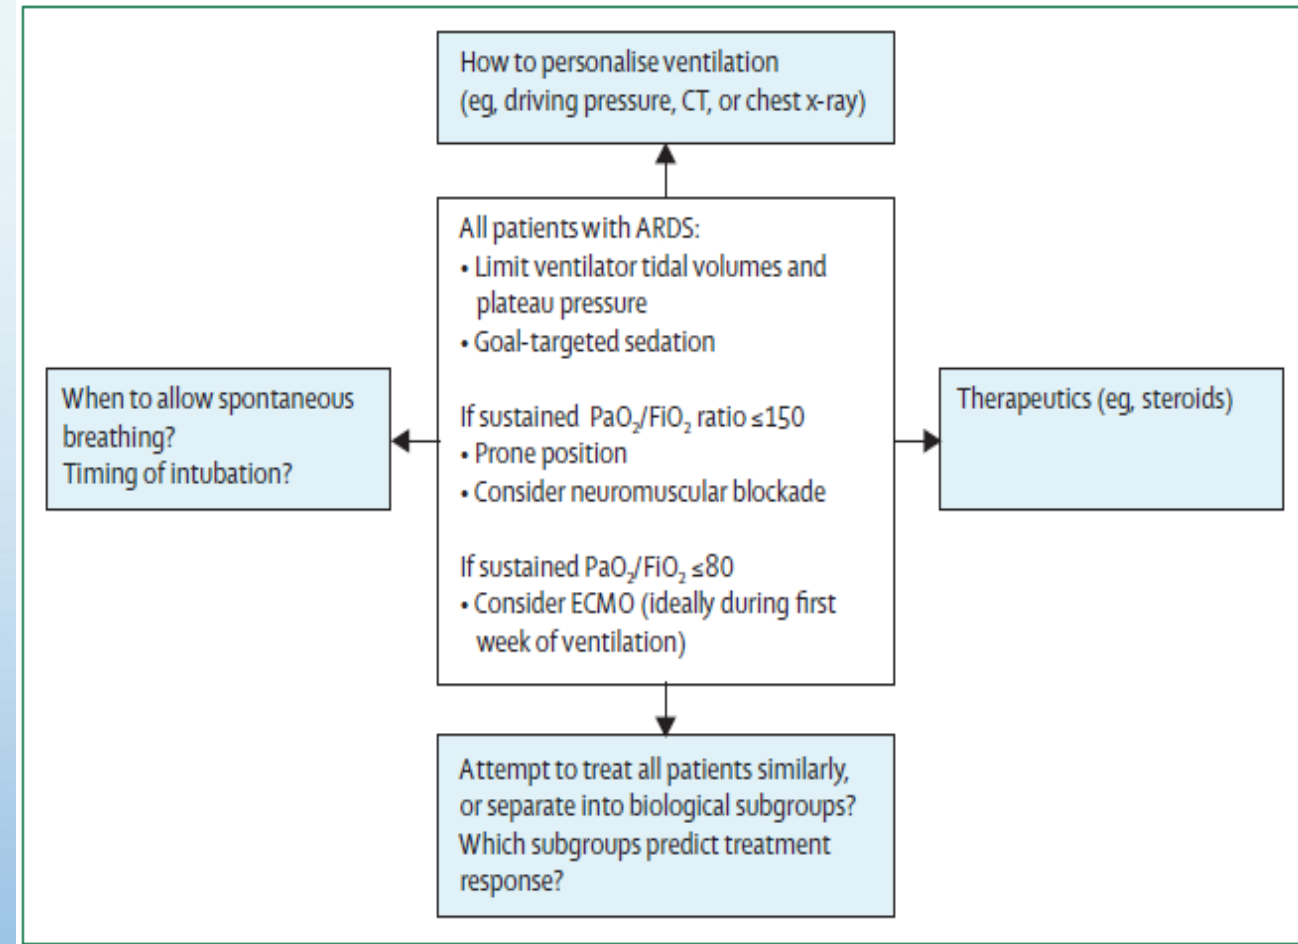 How to personalise ventilation
(eg, driving pressure, CT, or chest x-ray)
All patients with ARDS:
• Limit ventilator tidal volumes and
plateau pressure
• Goal-targeted sedation
If sustained PaO₂/FiO₂ ratio ≤150
• Prone position
• Consider neuromuscular blockade
If sustained PaO₂/FiO₂ ≤80
• Consider ECMO (ideally during first
week of ventilation)
When to allow spontaneous
breathing?
Timing of intubation?
Therapeutics (eg, steroids)
Attempt to treat all patients similarly,
or separate into biological subgroups?
Which subgroups predict treatment
response?